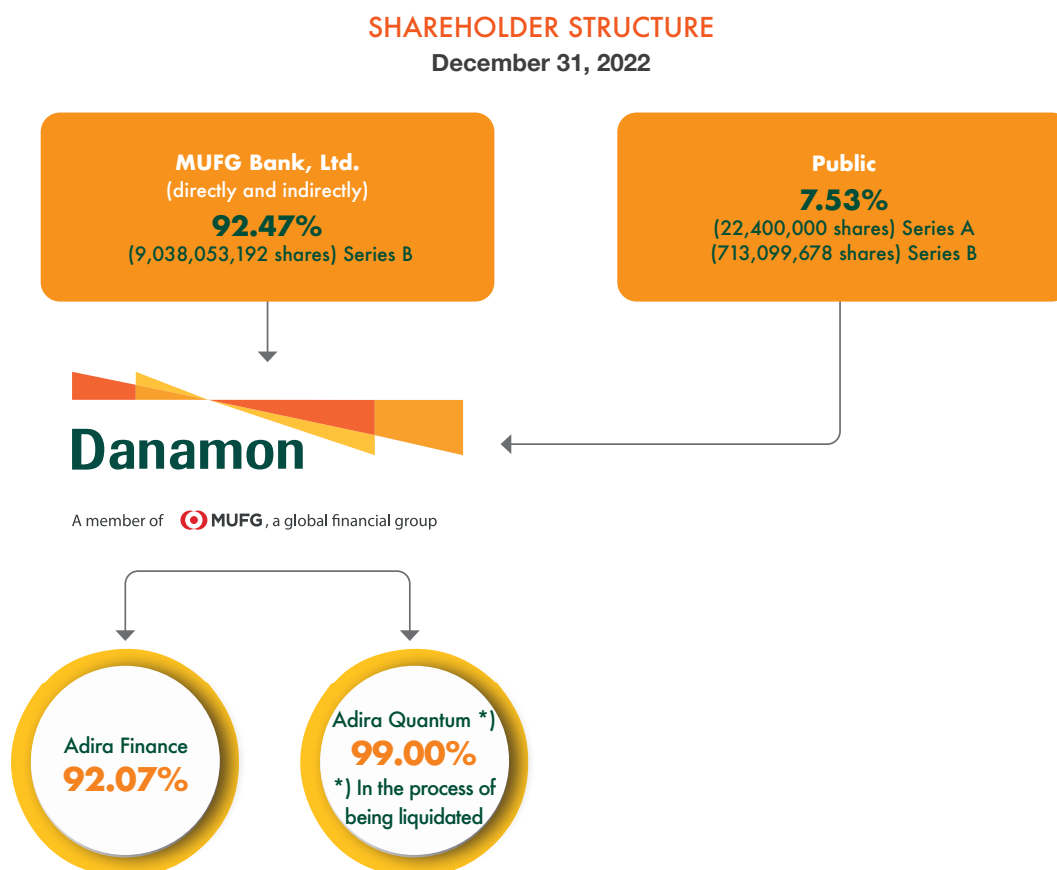 SHAREHOLDER STRUCTURE
December 31, 2022
MUFG Bank, Ltd.
(directly and indirectly)
92.47%
(9,038,053,192 shares) Series B
Public
7.53%
(22,400,000 shares) Series A
(713,099,678 shares) Series B
Danamon
A member of MUFG, a global financial group
Adira Finance
92.07%
Adira Quantum *)
99.00%
*) In the process of
being liquidated